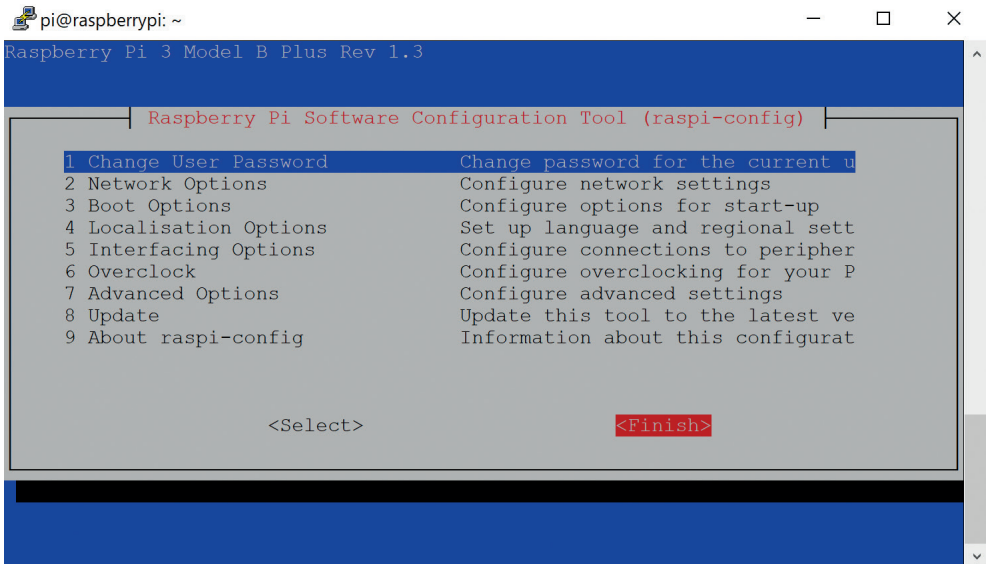 pi@raspberrypi: ~
Raspberry Pi 3 Model B Plus Rev 1.3
Raspberry Pi Software Configuration Tool (raspi-config)
1 Change User Password Change password for the current u
2 Network Options Configure network settings
3 Boot Options Configure options for start-up
4 Localisation Options Set up language and regional sett
5 Interfacing Options Configure connections to peripher
6 Overclock Configure overclocking for your P
7 Advanced Options Configure advanced settings
8 Update Update this tool to the latest ve
9 About raspi-config Information about this configurat
<Select> <Finish>